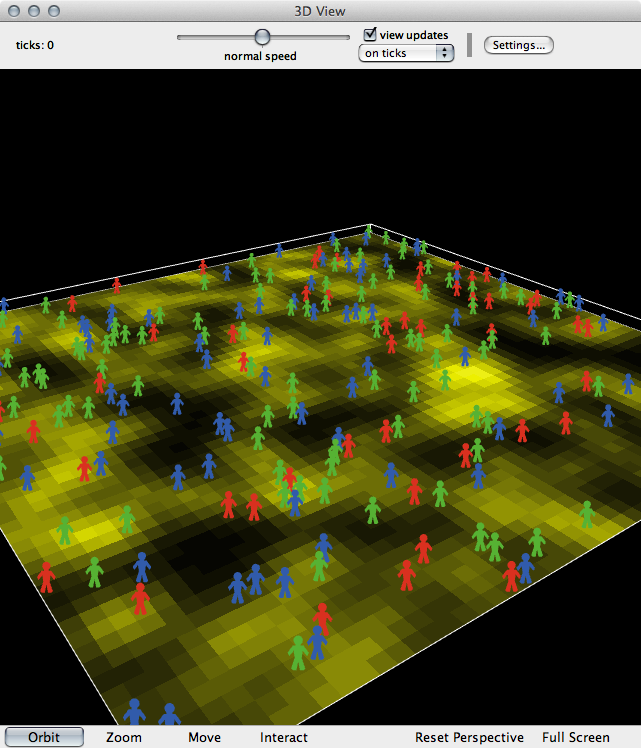 3D View
ticks: 0
normal speed
view updates
on ticks
Settings...
Orbit Zoom Move Interact Reset Perspective Full Screen